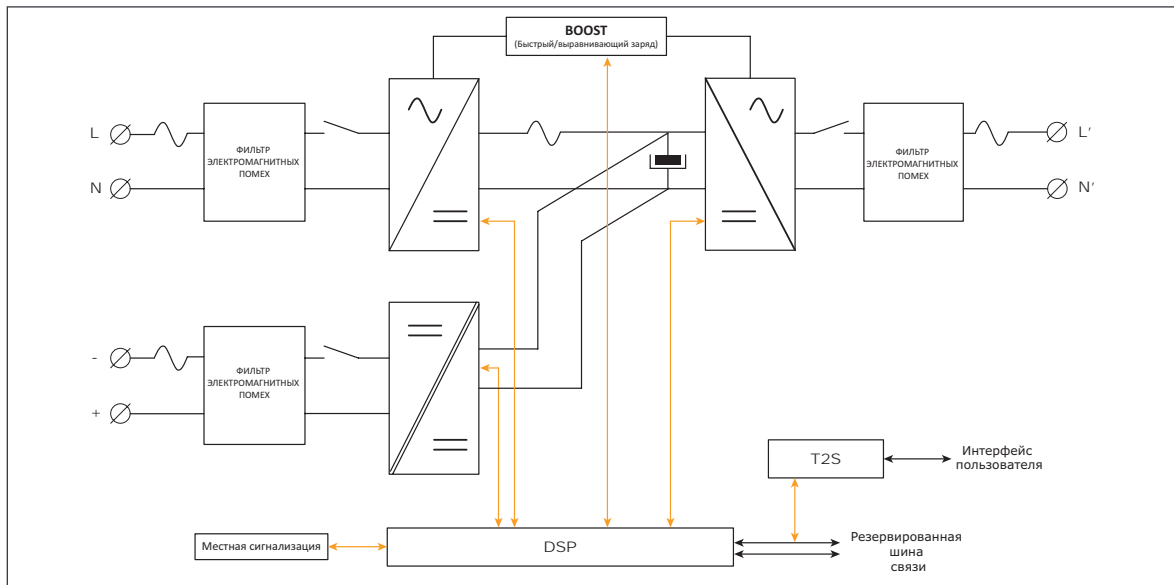 BOOST
(Быстрый/выравнивающий заряд)
L
ФИЛЬТР
ЭЛЕКТРОМАГНИТНЫХ
ПОМЕХ
N
ФИЛЬТР
ЭЛЕКТРОМАГНИТНЫХ
ПОМЕХ
L'
N'
-
ФИЛЬТР
ЭЛЕКТРОМАГНИТНЫХ
ПОМЕХ
+
T2S
Интерфейс
пользователя
Местная сигнализация
DSP
Резервированная
шина
связи